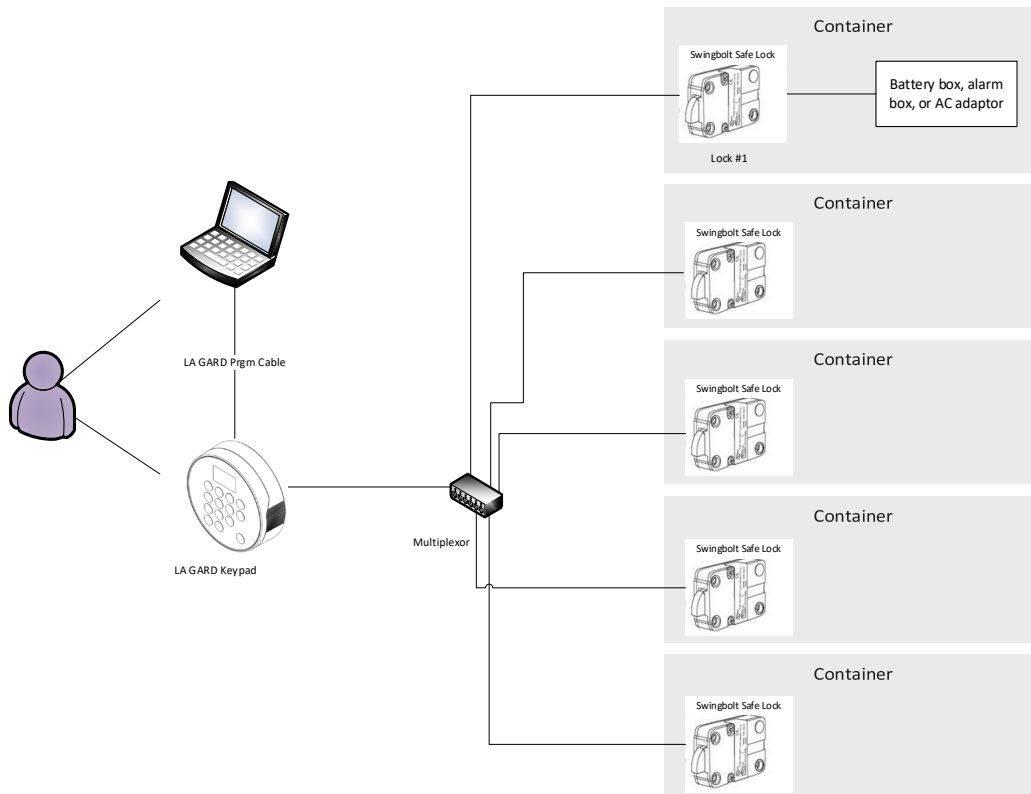 Container
Swingbolt Safe Lock
Battery box, alarm
box, or AC adaptor
Lock #1
Container
Swingbolt Safe Lock
LA GARD Prgm Cable
Container
Swingbolt Safe Lock
LA GARD Keypad
Multiplexor
Container
Swingbolt Safe Lock
Container
Swingbolt Safe Lock